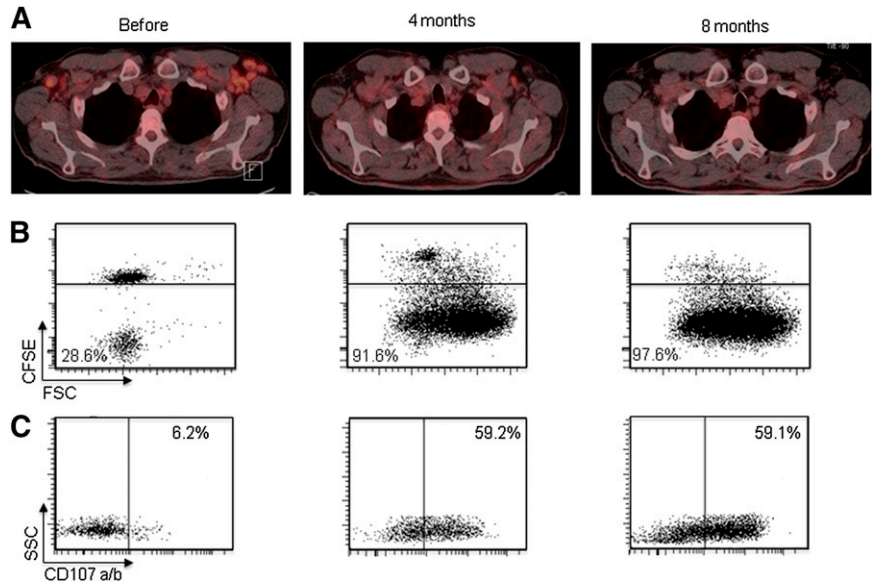 A
Before
4 months
8 months
B
28.6%
91.6%
97.6%
CFSE
FSC
C
6.2%
59.2%
59.1%
SSC
CD107 a/b